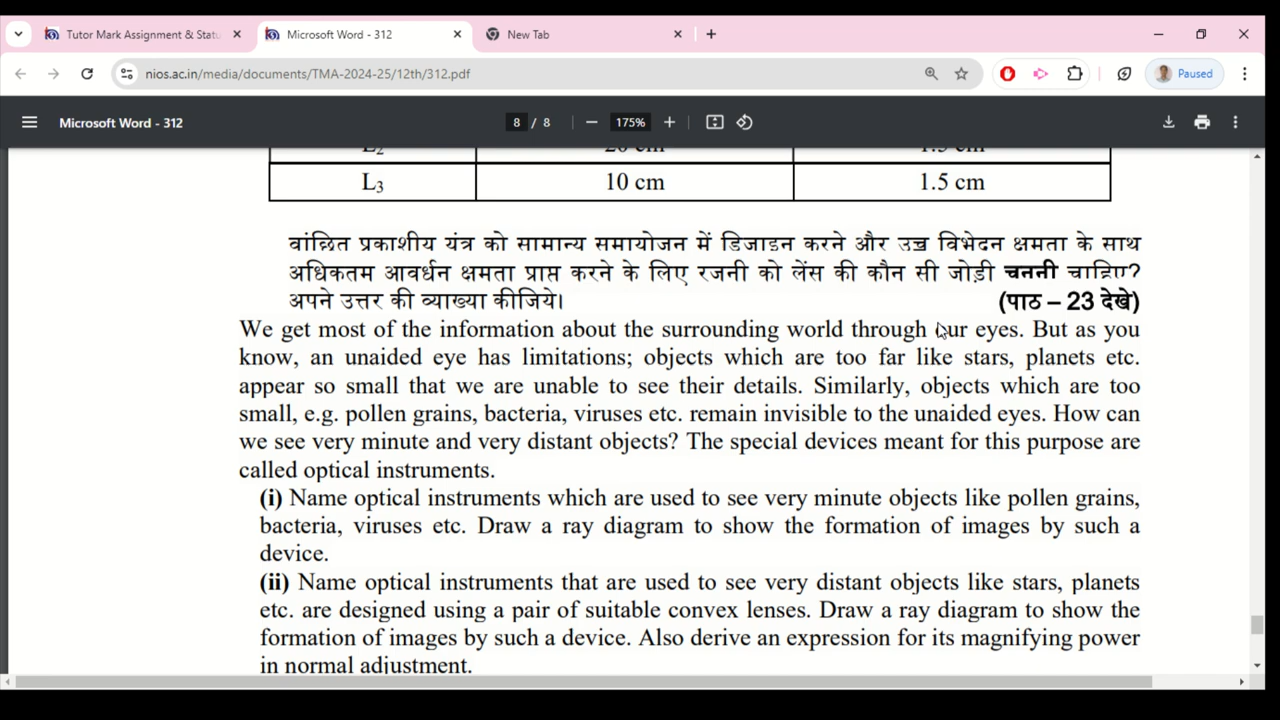 Tutor Mark Assignment & Statu
Microsoft Word - 312
New Tab
nios.ac.in/media/documents/TMA-2024-25/12th/312.pdf
Paused
Microsoft Word - 312
8 / 8
175%
L2 20 cm 1.5 cm
L3 10 cm 1.5 cm
वांछित प्रकाशीय यंत्र को सामान्य समायोजन में डिजाइन करने और उच्च विभेदन क्षमता के साथ
अधिकतम आवर्धन क्षमता प्राप्त करने के लिए रजनी को लेंस की कौन सी जोड़ी चुननी चाहिए?
अपने उत्तर की व्याख्या कीजिये। (पाठ – 23 देखे)
We get most of the information about the surrounding world through our eyes. But as you
know, an unaided eye has limitations; objects which are too far like stars, planets etc.
appear so small that we are unable to see their details. Similarly, objects which are too
small, e.g. pollen grains, bacteria, viruses etc. remain invisible to the unaided eyes. How can
we see very minute and very distant objects? The special devices meant for this purpose are
called optical instruments.
(i) Name optical instruments which are used to see very minute objects like pollen grains,
bacteria, viruses etc. Draw a ray diagram to show the formation of images by such a
device.
(ii) Name optical instruments that are used to see very distant objects like stars, planets
etc. are designed using a pair of suitable convex lenses. Draw a ray diagram to show the
formation of images by such a device. Also derive an expression for its magnifying power
in normal adjustment.